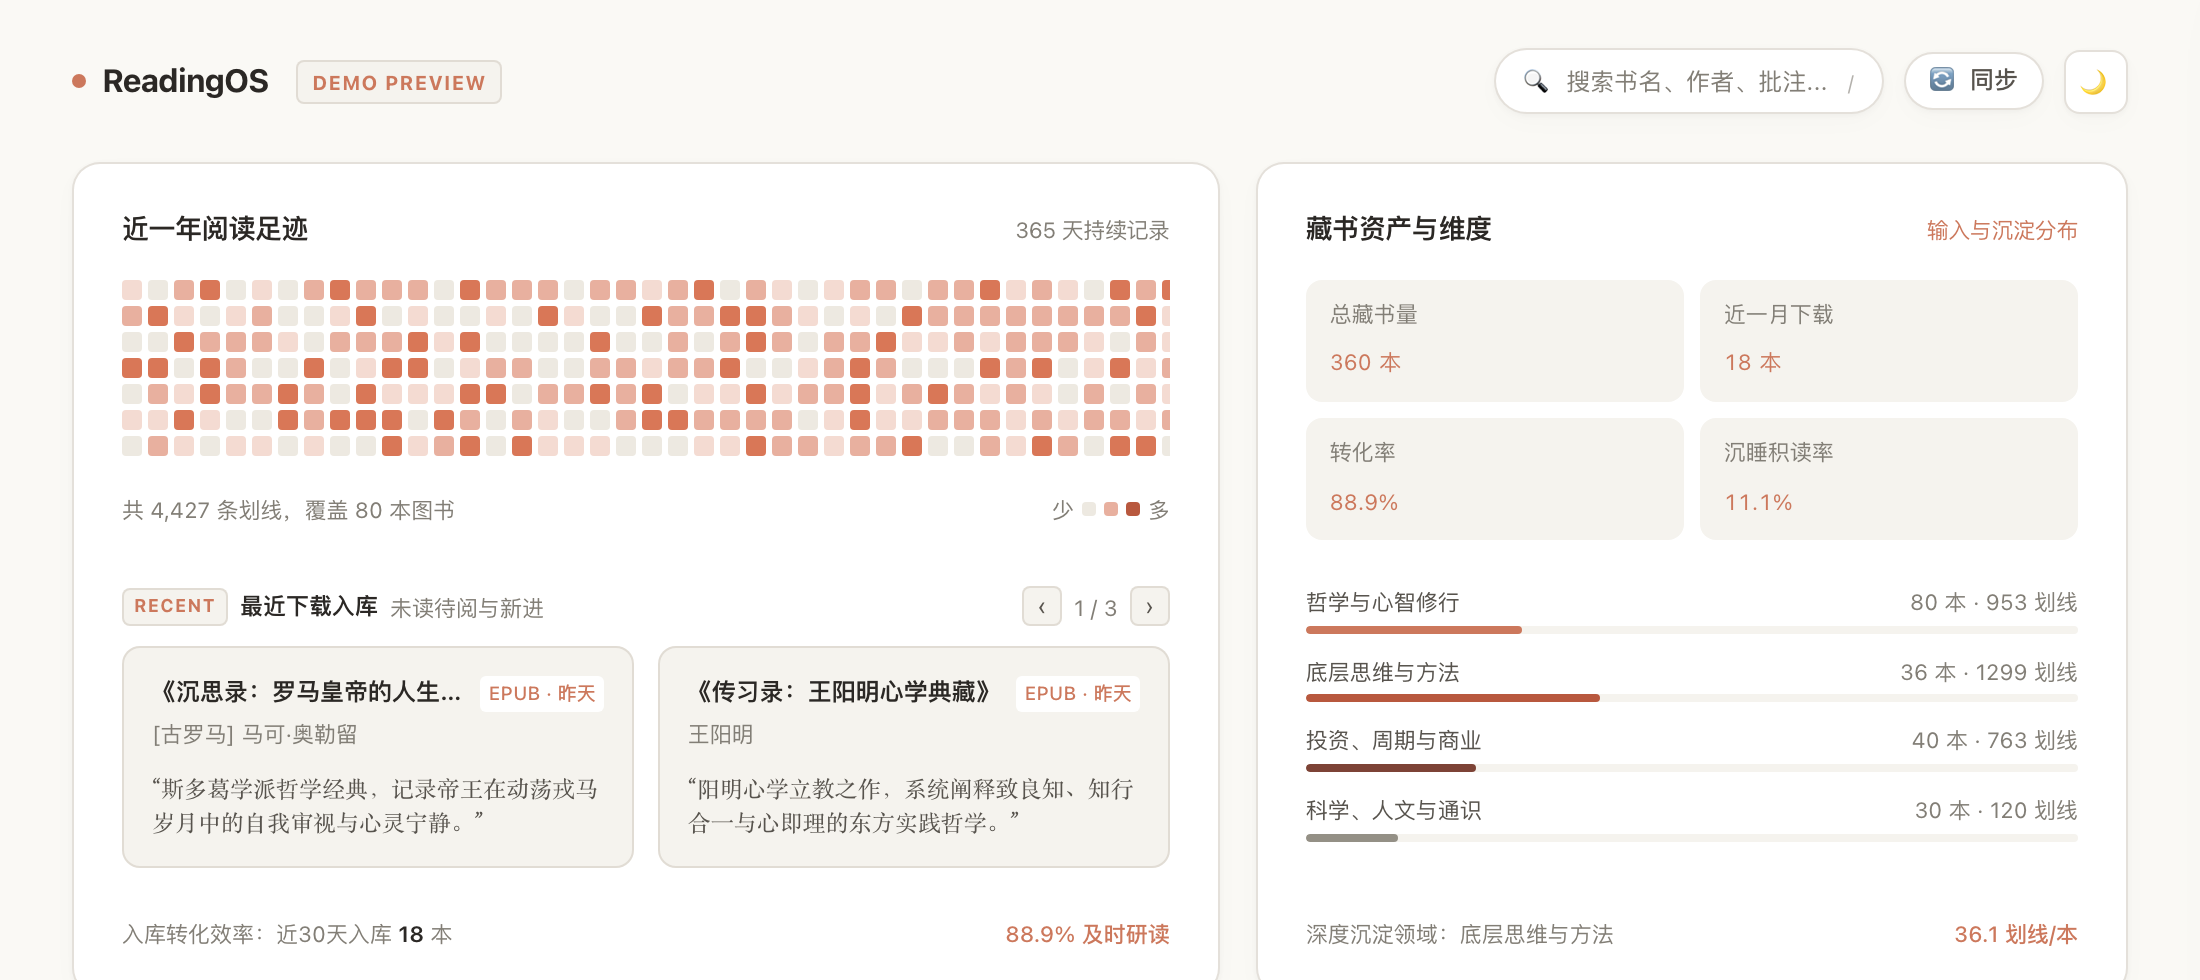 ReadingOS
DEMO PREVIEW
搜索书名、作者、批注... /
同步
近一年阅读足迹
365 天持续记录
共 4,427 条划线，覆盖 80 本图书
少
多
RECENT 最近下载入库 未读待阅与新进
‹ 1 / 3 ›
《沉思录：罗马皇帝的人生...
EPUB · 昨天
[古罗马] 马可·奥勒留
“斯多葛学派哲学经典，记录帝王在动荡戎马
岁月中的自我审视与心灵宁静。”
《传习录：王阳明心学典藏》
EPUB · 昨天
王阳明
“阳明心学立教之作，系统阐释致良知、知行
合一与心即理的东方实践哲学。”
入库转化效率：近30天入库 18 本
88.9% 及时研读
藏书资产与维度
输入与沉淀分布
总藏书量
360 本
近一月下载
18 本
转化率
88.9%
沉睡积读率
11.1%
哲学与心智修行
80 本 · 953 划线
底层思维与方法
36 本 · 1299 划线
投资、周期与商业
40 本 · 763 划线
科学、人文与通识
30 本 · 120 划线
深度沉淀领域：底层思维与方法
36.1 划线/本